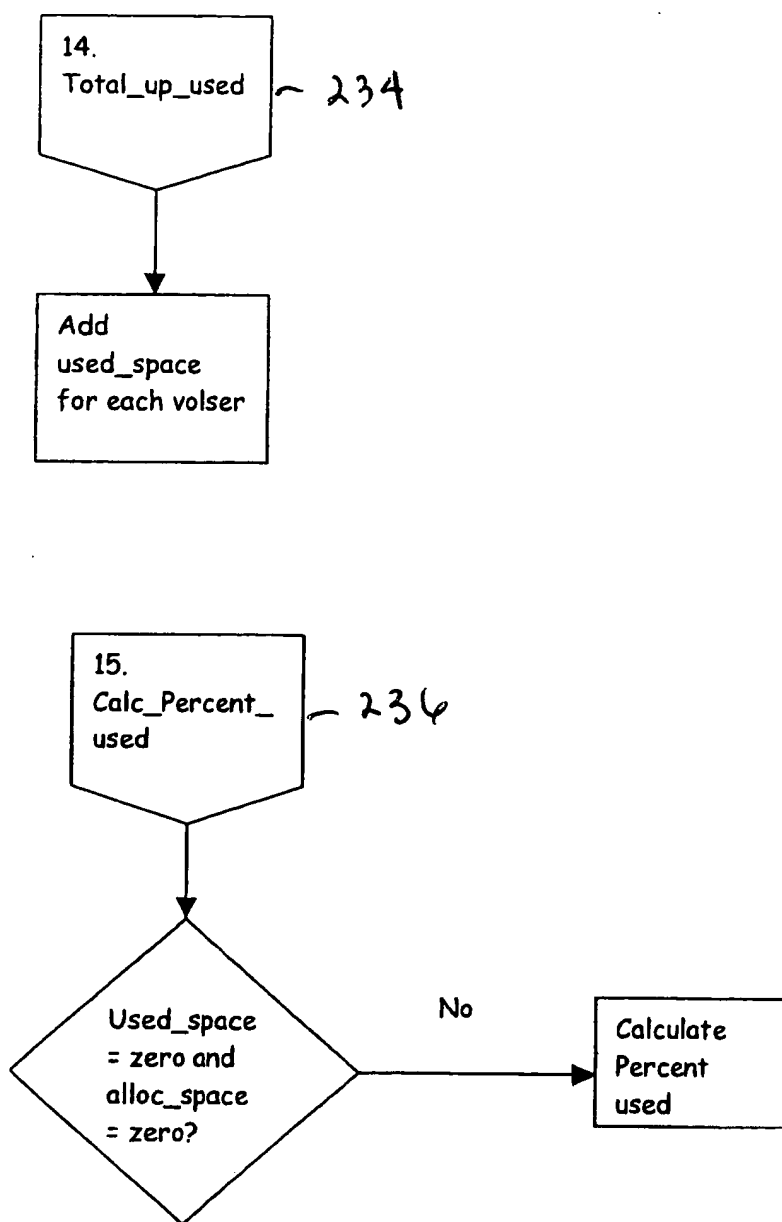 14.
Total_up_used
~ 234
Add
used_space
for each volser
15.
Calc_Percent_
used
~ 236
Used_space
= zero and
alloc_space
= zero?
No
Calculate
Percent
used